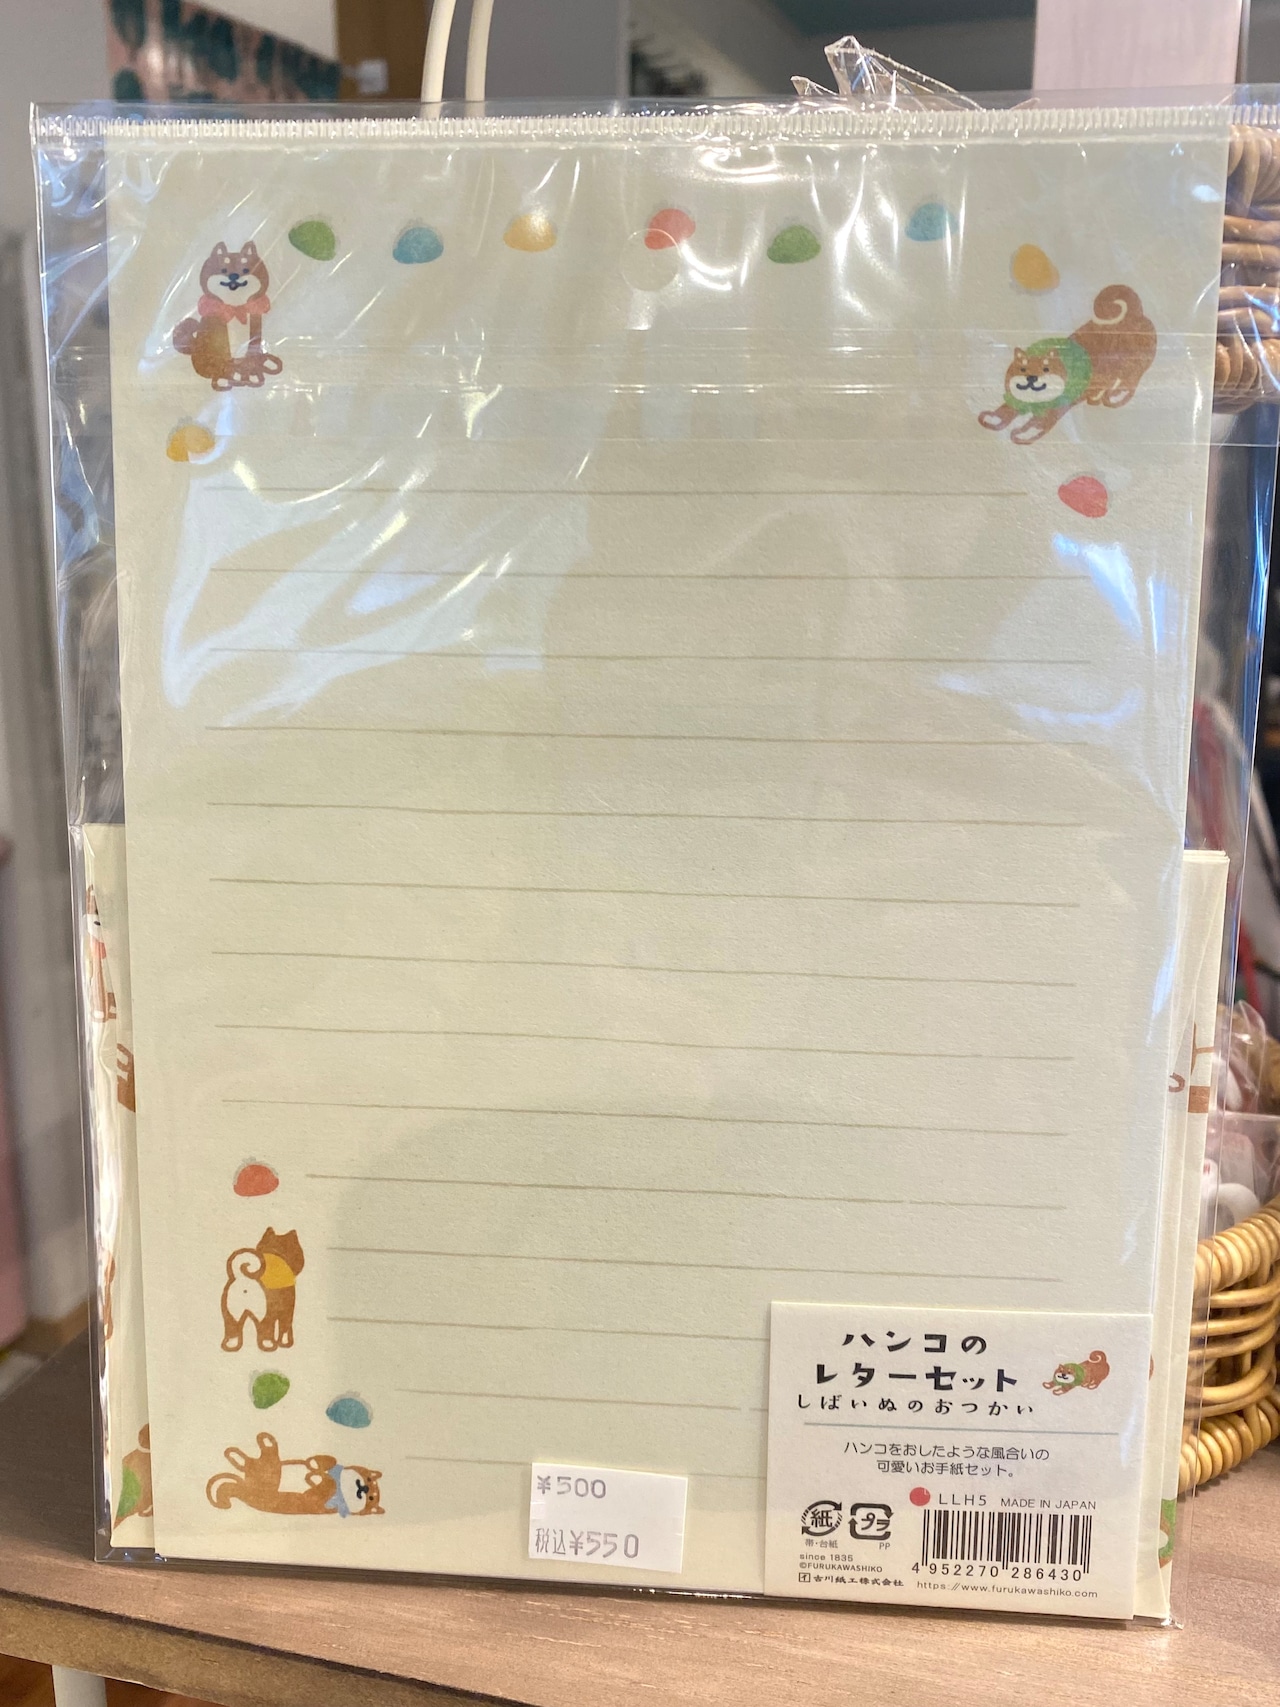 ハンコの
レターセット
しばいぬのおつかい
ハンコをおしたような風合いの
可愛いお手紙セット。
LLH5 MADE IN JAPAN
紙
プラ
帯・台紙
PP
since 1835
©FURUKAWASHIKO
古川紙工株式会社
4 952270 286430
https://www.furukawashiko.com
¥500
税込¥550